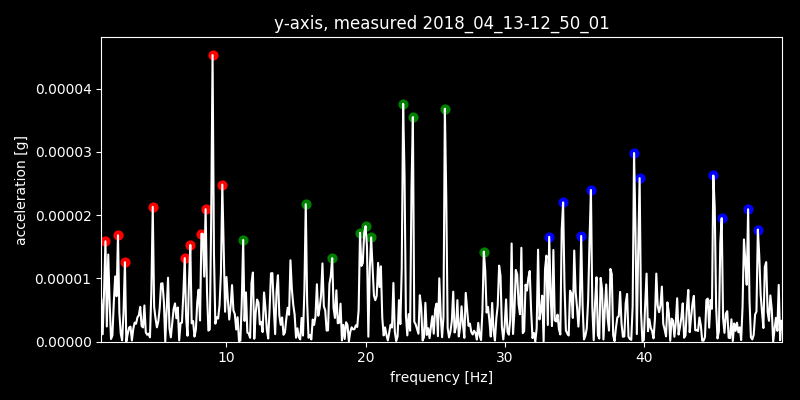 y-axis, measured 2018_04_13-12_50_01
acceleration [g]
0.00004
0.00003
0.00002
0.00001
0.00000
10 20 30 40
frequency [Hz]